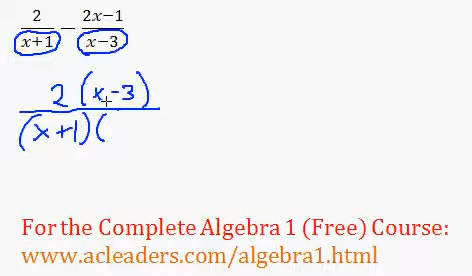 2/(x+1) − (2x−1)/(x−3)
2(x-3)
(x+1)(
For the Complete Algebra 1 (Free) Course:
www.acleaders.com/algebra1.html